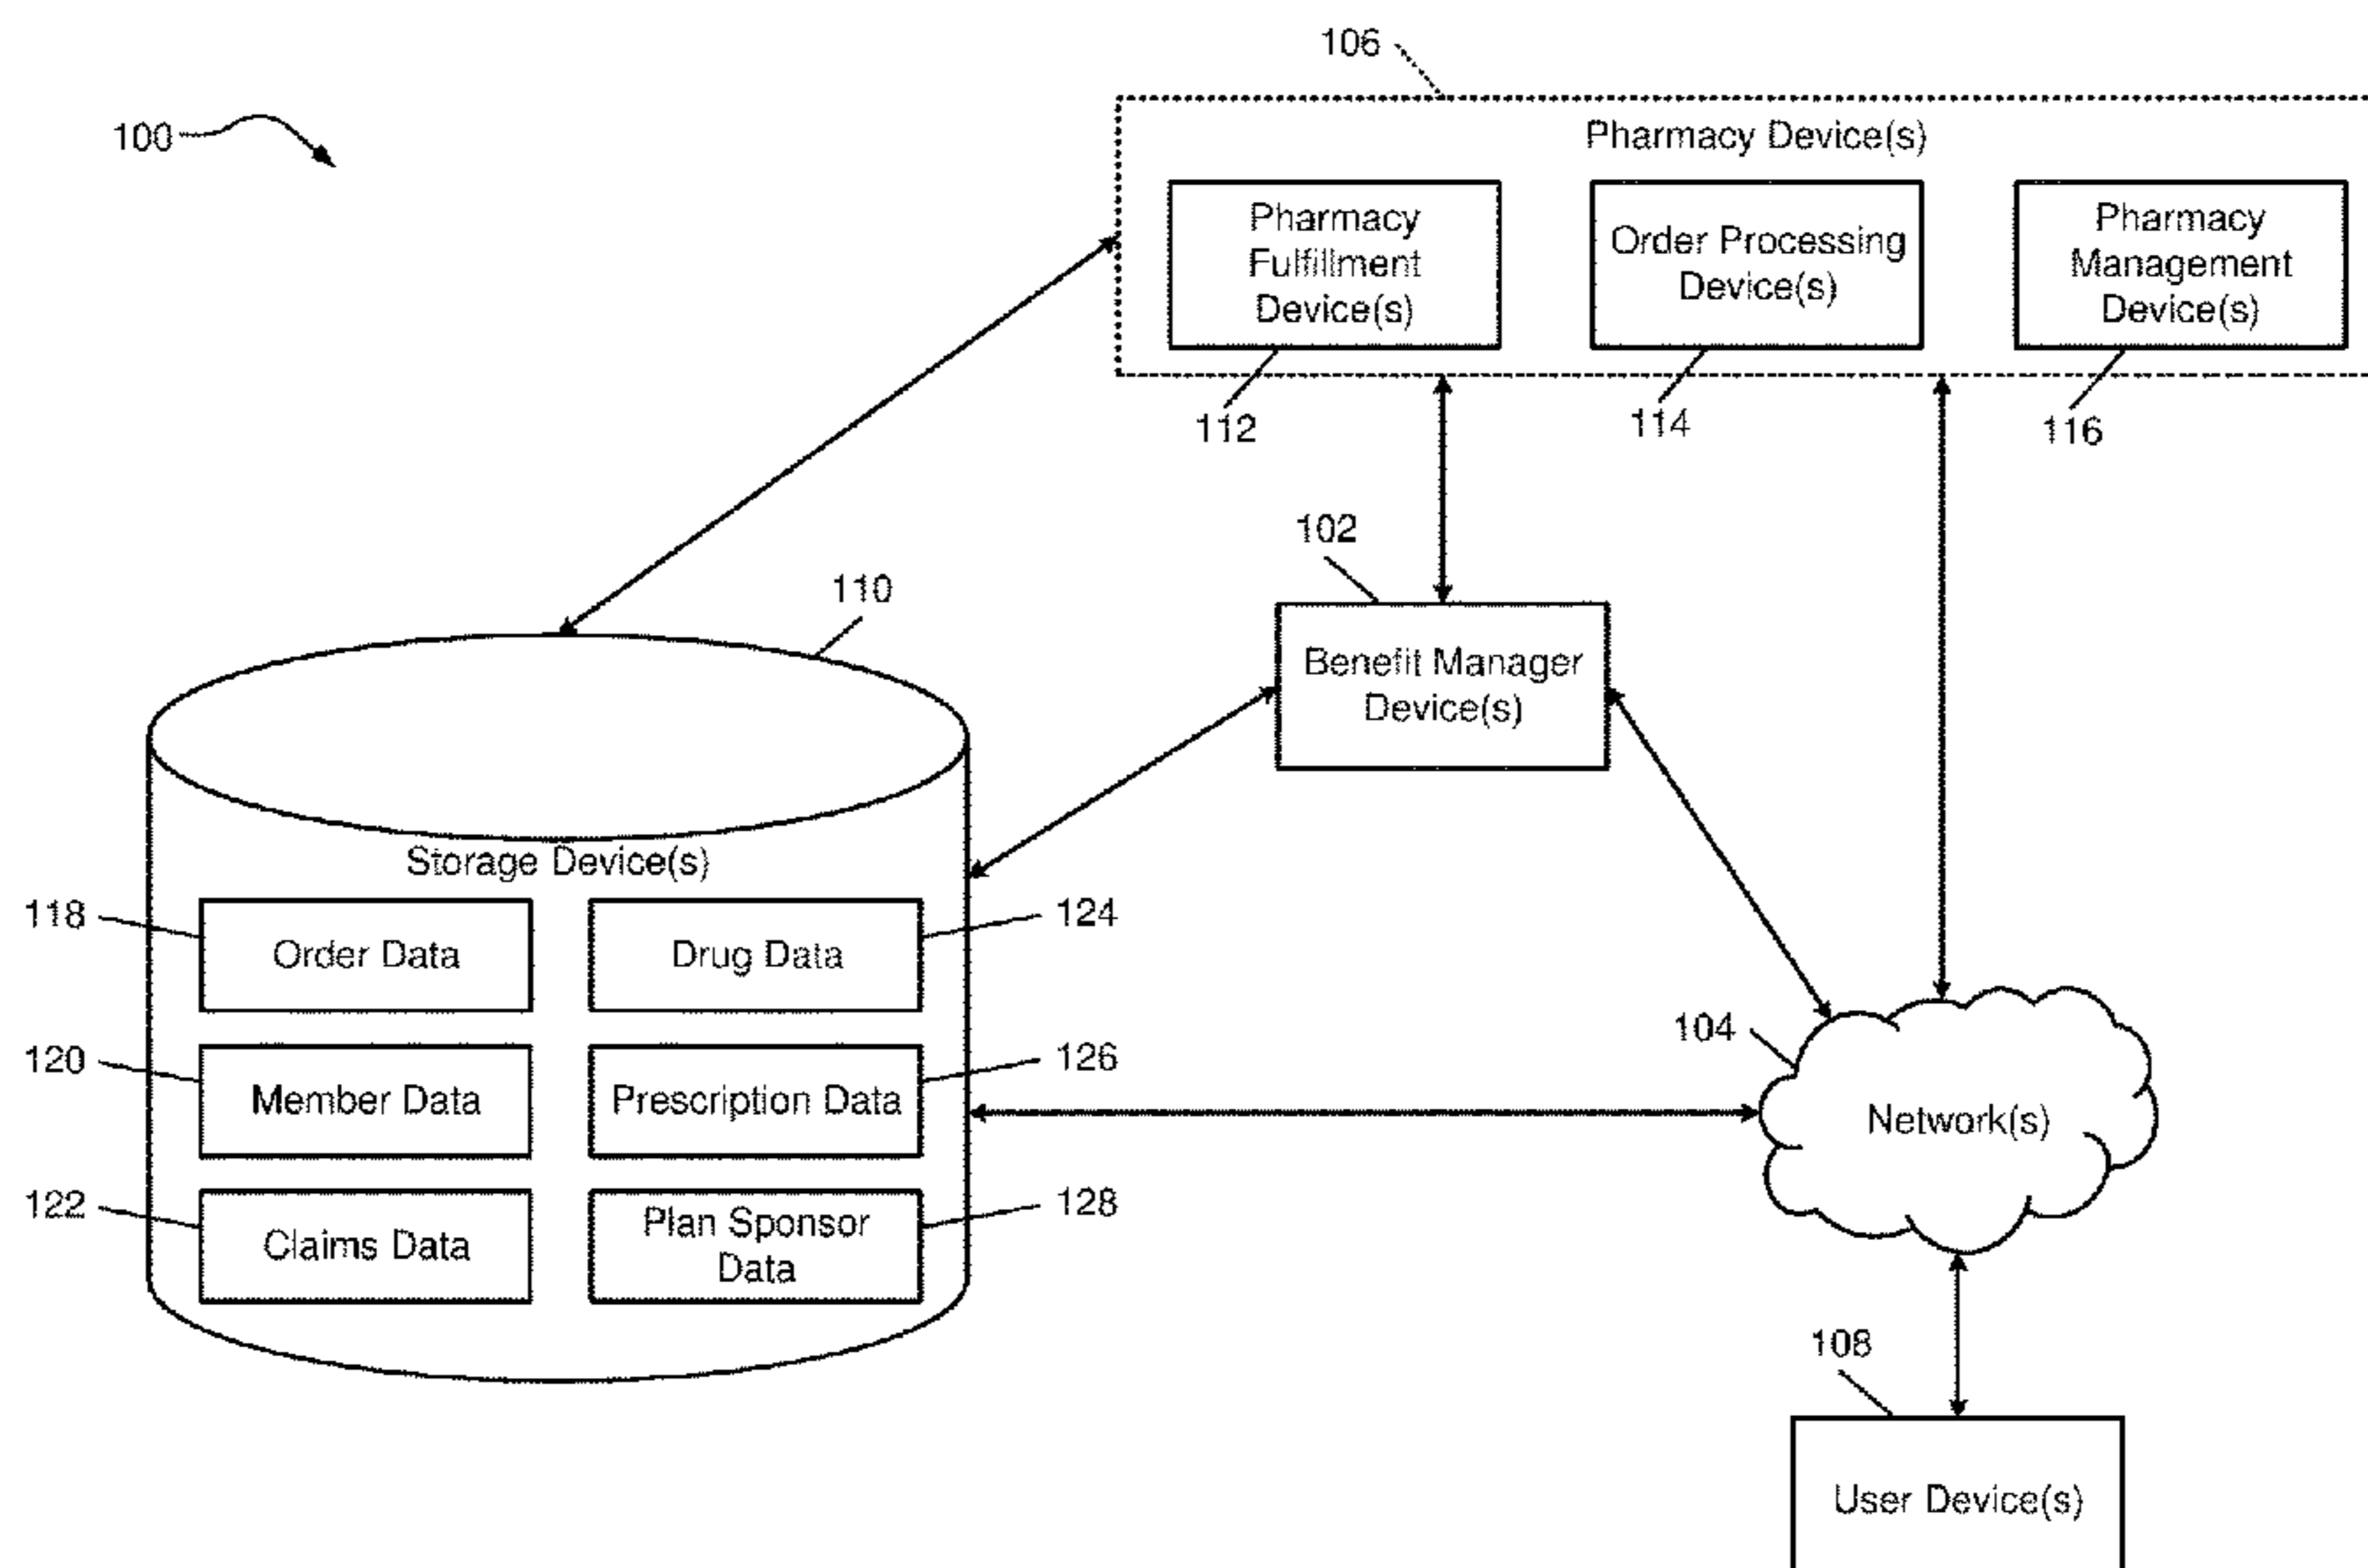 106
100
Pharmacy Device(s)
Pharmacy
Fulfillment
Device(s)
Order Processing
Device(s)
Pharmacy
Management
Device(s)
112
114
116
102
110
Benefit Manager
Device(s)
Storage Device(s)
118
Order Data
Drug Data
124
120
Member Data
Prescription Data
126
122
Claims Data
Plan Sponsor
Data
128
104
Network(s)
108
User Device(s)